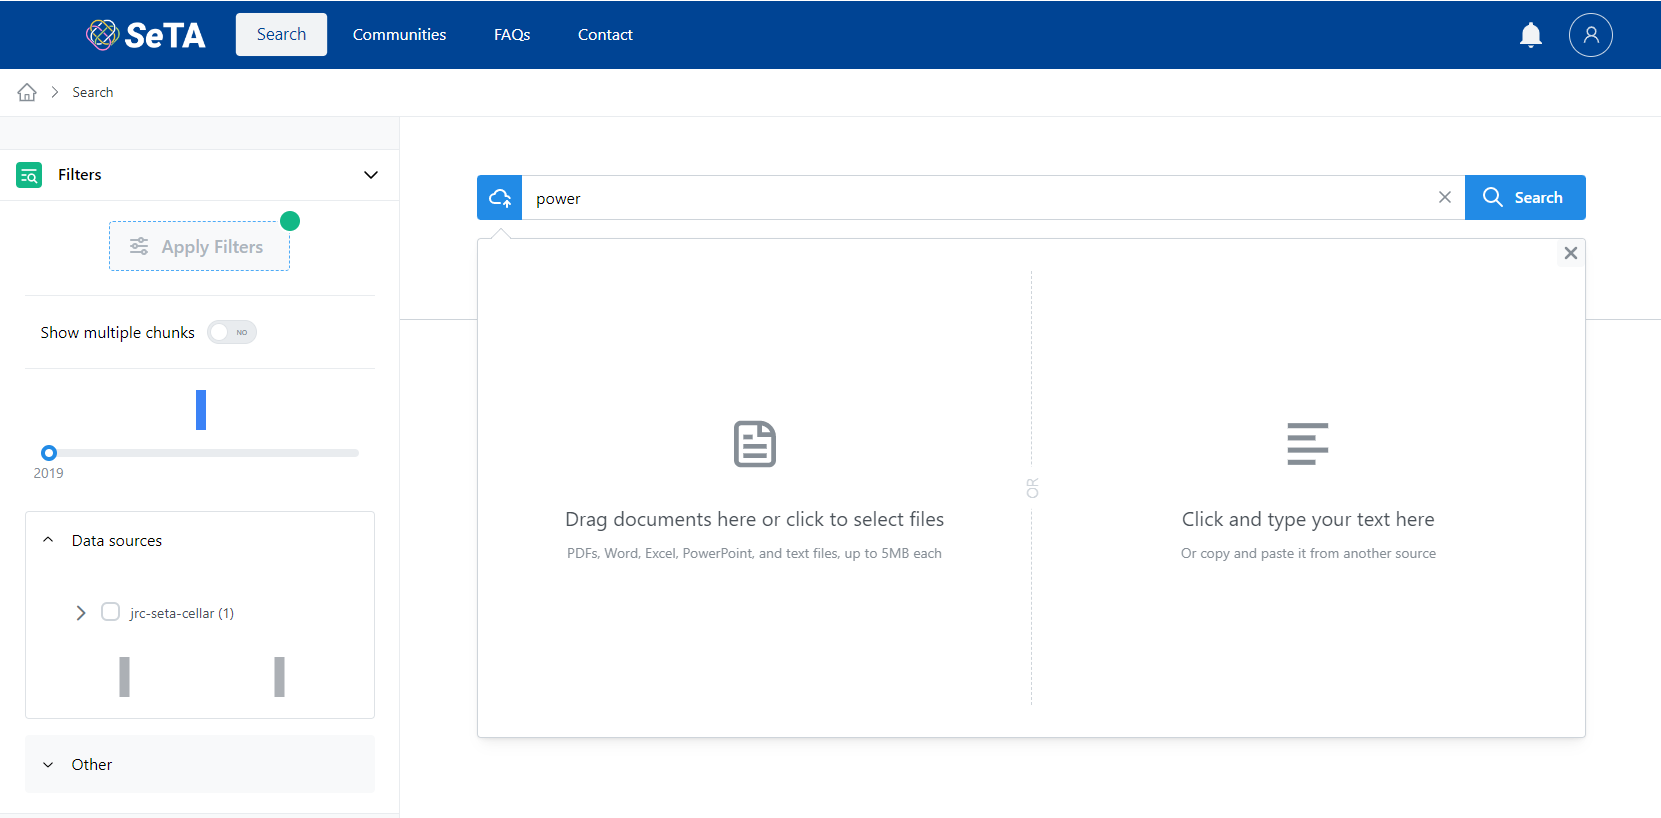 SeTA
Search
Communities
FAQs
Contact
Search
Filters
power
Search
Apply Filters
Show multiple chunks
NO
2019
OR
Drag documents here or click to select files
Click and type your text here
PDFs, Word, Excel, PowerPoint, and text files, up to 5MB each
Or copy and paste it from another source
Data sources
jrc-seta-cellar (1)
Other